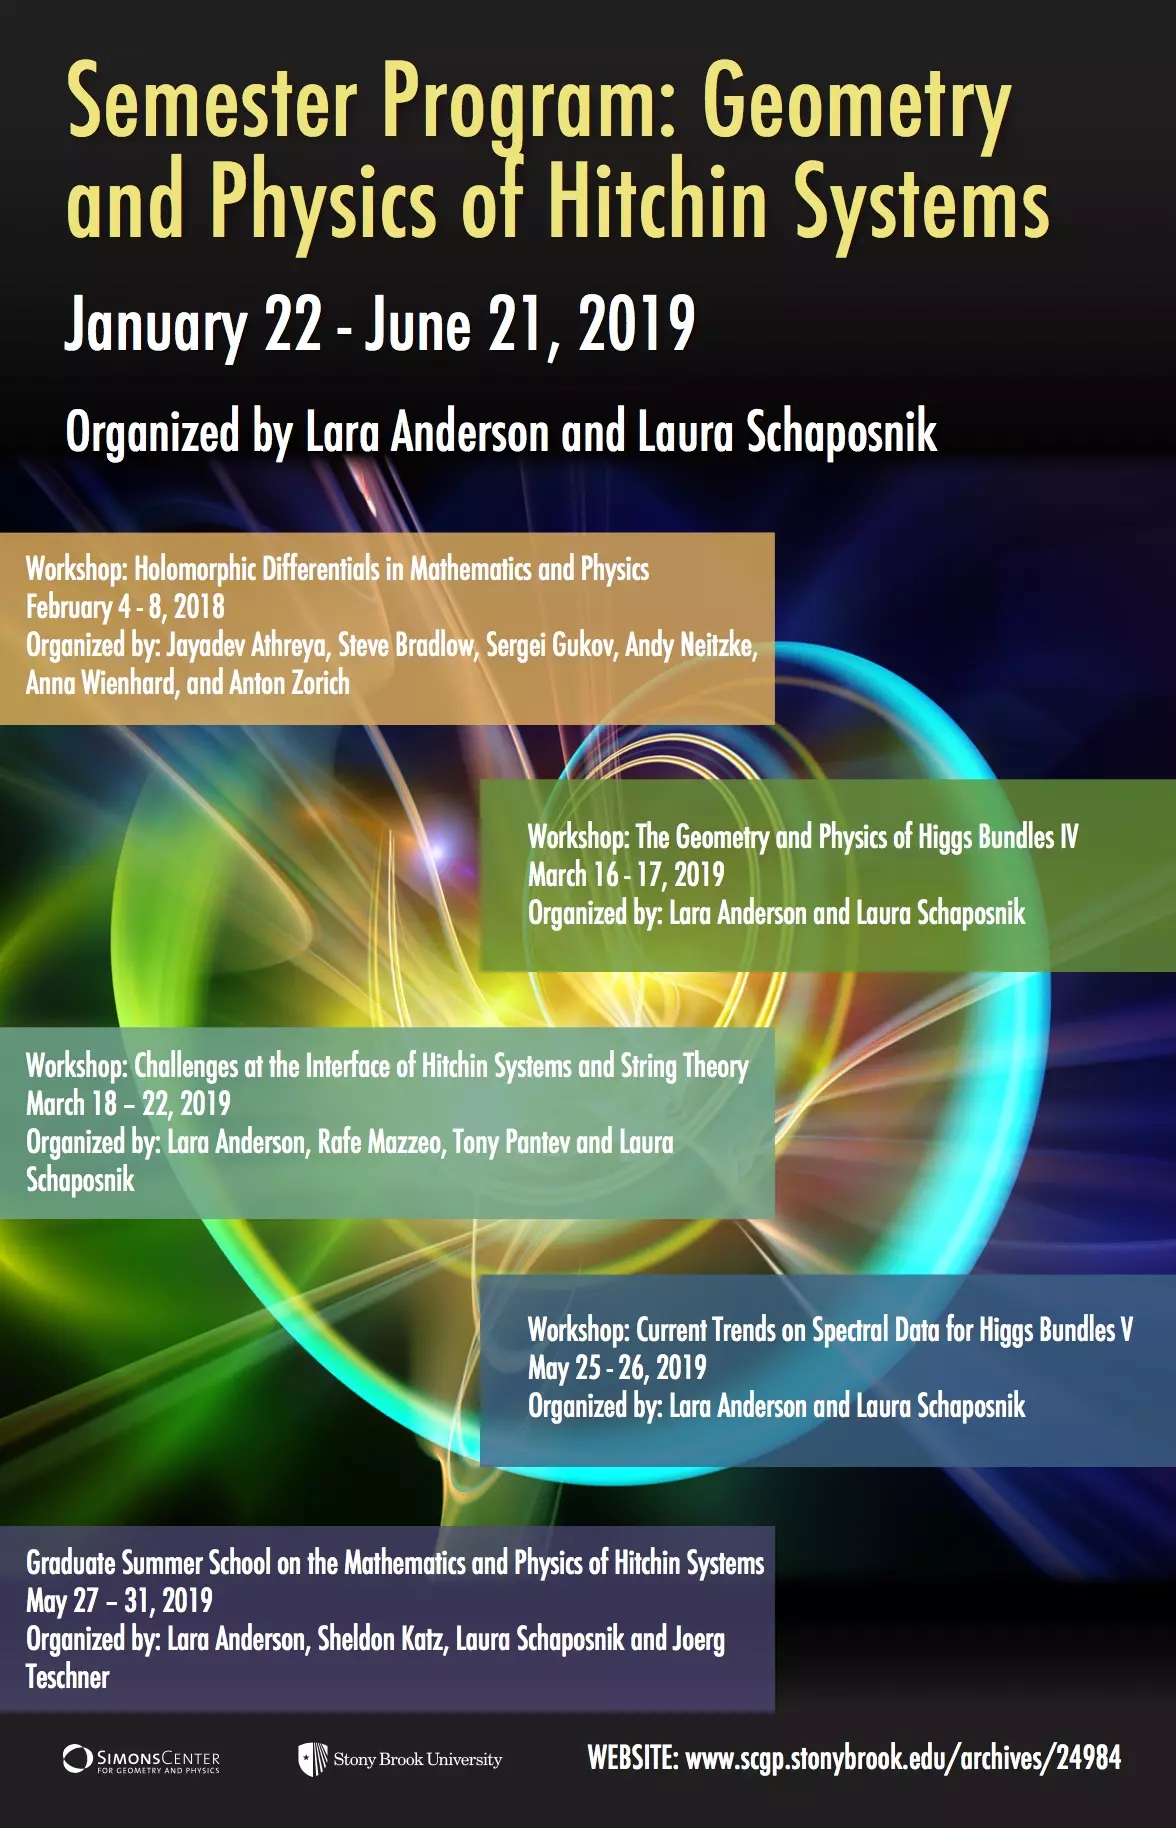 Semester Program: Geometry
and Physics of Hitchin Systems
January 22 - June 21, 2019
Organized by Lara Anderson and Laura Schaposnik
Workshop: Holomorphic Differentials in Mathematics and Physics
February 4 - 8, 2018
Organized by: Jayadev Athreya, Steve Bradlow, Sergei Gukov, Andy Neitzke,
Anna Wienhard, and Anton Zorich
Workshop: The Geometry and Physics of Higgs Bundles IV
March 16 - 17, 2019
Organized by: Lara Anderson and Laura Schaposnik
Workshop: Challenges at the Interface of Hitchin Systems and String Theory
March 18 – 22, 2019
Organized by: Lara Anderson, Rafe Mazzeo, Tony Pantev and Laura
Schaposnik
Workshop: Current Trends on Spectral Data for Higgs Bundles V
May 25 - 26, 2019
Organized by: Lara Anderson and Laura Schaposnik
Graduate Summer School on the Mathematics and Physics of Hitchin Systems
May 27 – 31, 2019
Organized by: Lara Anderson, Sheldon Katz, Laura Schaposnik and Joerg
Teschner
SIMONS CENTER
FOR GEOMETRY AND PHYSICS
Stony Brook University
WEBSITE: www.scgp.stonybrook.edu/archives/24984